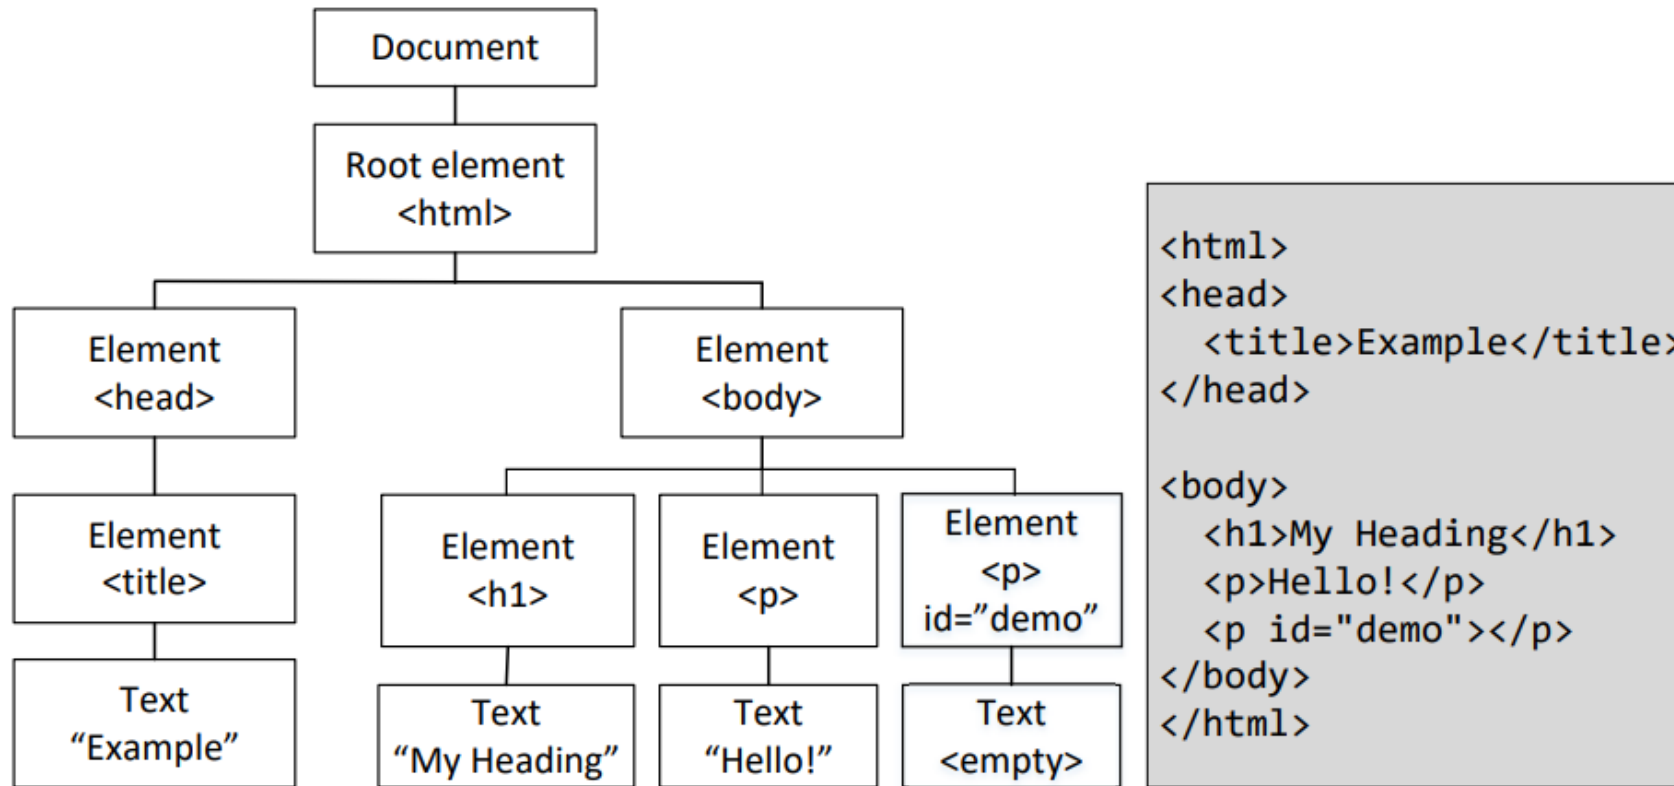 Document
Root element
<html>
Element
<head>
Element
<body>
Element
<title>
Element
<h1>
Element
<p>
Element
<p>
id=”demo”
Text
“Example”
Text
“My Heading”
Text
“Hello!”
Text
<empty>
<html>
<head>
  <title>Example</title>
</head>
<body>
  <h1>My Heading</h1>
  <p>Hello!</p>
  <p id="demo"></p>
</body>
</html>